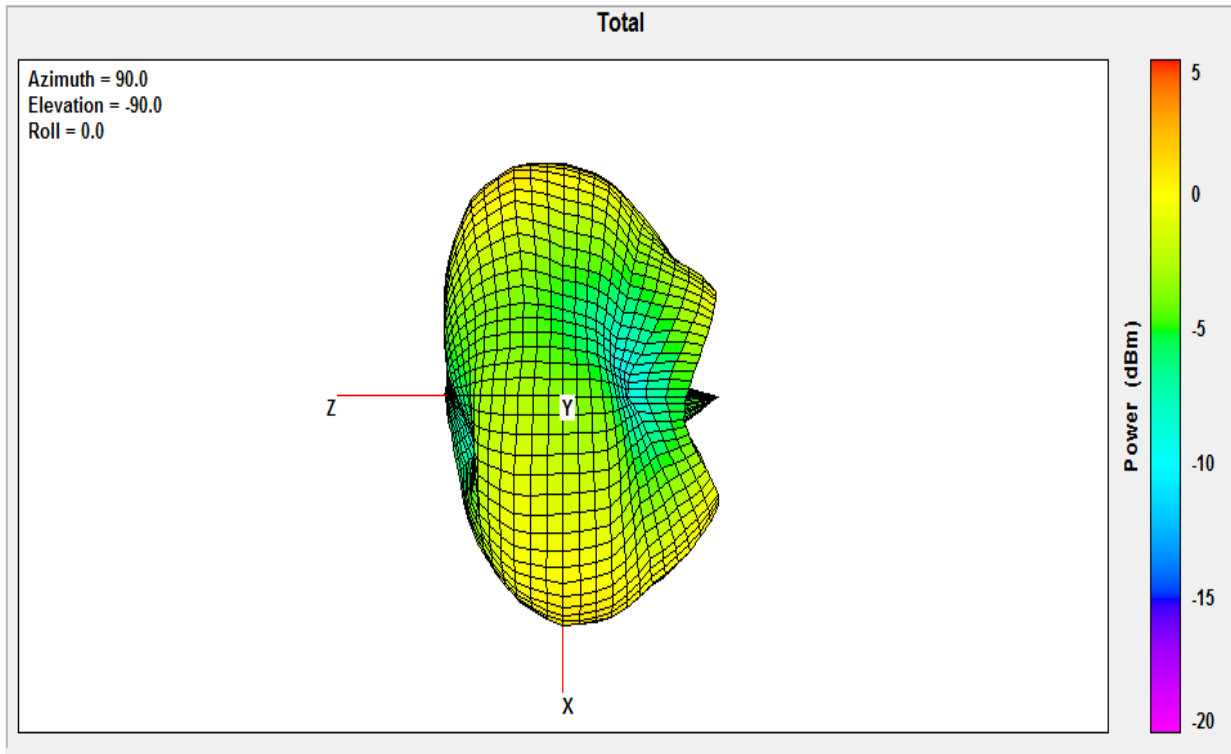 Total
Azimuth = 90.0
Elevation = -90.0
Roll = 0.0
Z
Y
X
5
0
-5
-10
-15
-20
Power (dBm)